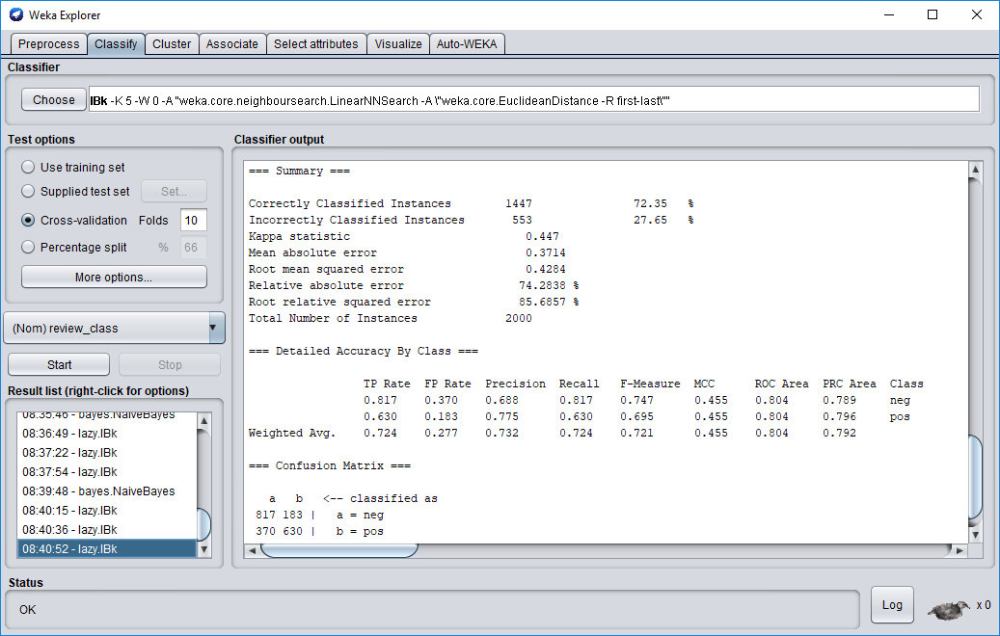 Weka Explorer
Preprocess Classify Cluster Associate Select attributes Visualize Auto-WEKA
Classifier
Choose IBk -K 5 -W 0 -A "weka.core.neighboursearch.LinearNNSearch -A \"weka.core.EuclideanDistance -R first-last\""
Test options
Use training set
Supplied test set Set...
Cross-validation Folds 10
Percentage split % 66
More options...
(Nom) review_class
Start Stop
Result list (right-click for options)
08:35:46 - bayes.NaiveBayes
08:36:49 - lazy.IBk
08:37:22 - lazy.IBk
08:37:54 - lazy.IBk
08:39:48 - bayes.NaiveBayes
08:40:15 - lazy.IBk
08:40:36 - lazy.IBk
08:40:52 - lazy.IBk
Classifier output
=== Summary ===
Correctly Classified Instances 1447 72.35 %
Incorrectly Classified Instances 553 27.65 %
Kappa statistic 0.447
Mean absolute error 0.3714
Root mean squared error 0.4284
Relative absolute error 74.2838 %
Root relative squared error 85.6857 %
Total Number of Instances 2000
=== Detailed Accuracy By Class ===
TP Rate FP Rate Precision Recall F-Measure MCC ROC Area PRC Area Class
0.817 0.370 0.688 0.817 0.747 0.455 0.804 0.789 neg
0.630 0.183 0.775 0.630 0.695 0.455 0.804 0.796 pos
Weighted Avg. 0.724 0.277 0.732 0.724 0.721 0.455 0.804 0.792
=== Confusion Matrix ===
a b <-- classified as
817 183 | a = neg
370 630 | b = pos
Status
OK
Log
x 0